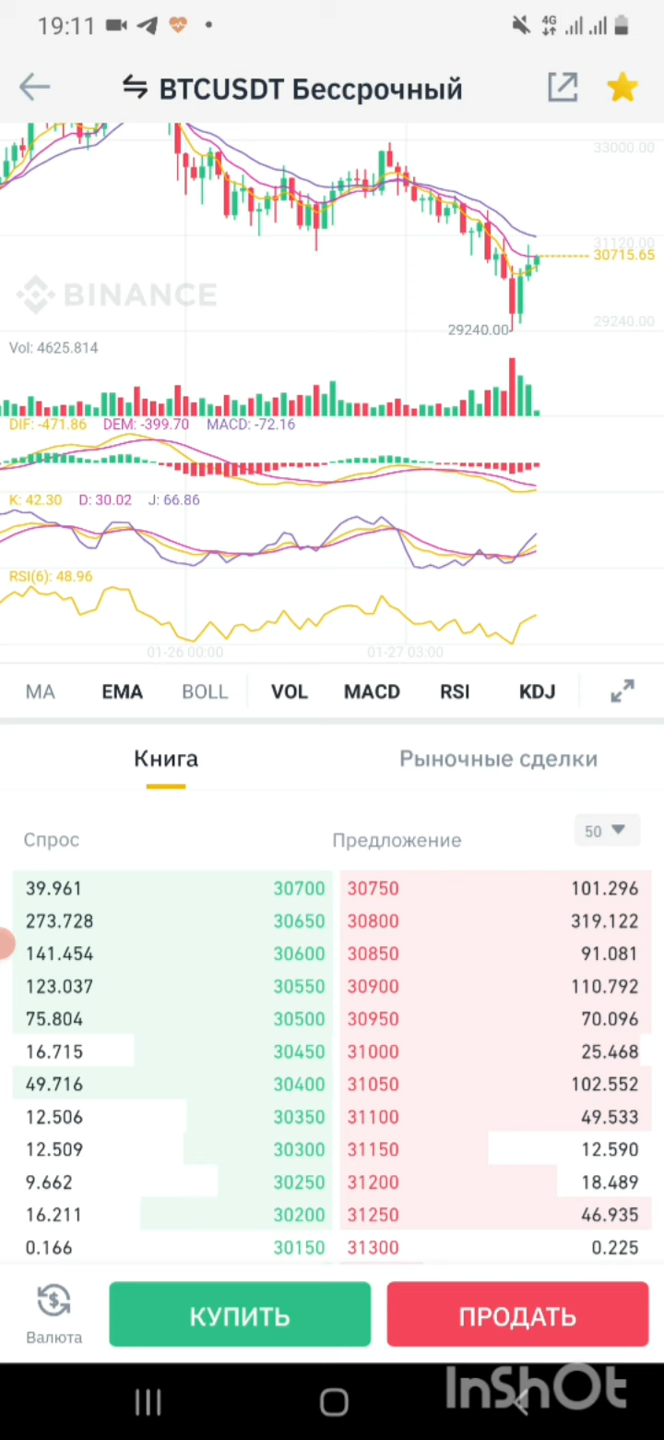 19:11
4G
BTCUSDT Бессрочный
33000.00
31120.00
30715.65
BINANCE
29240.00
29240.00
Vol: 4625.814
DIF: -471.86 DEM: -399.70 MACD: -72.16
K: 42.30 D: 30.02 J: 66.86
RSI(6): 48.96
01-26 00:00 01-27 03:00
MA EMA BOLL VOL MACD RSI KDJ
Книга Рыночные сделки
Спрос Предложение 50
39.961 30700 30750 101.296
273.728 30650 30800 319.122
141.454 30600 30850 91.081
123.037 30550 30900 110.792
75.804 30500 30950 70.096
16.715 30450 31000 25.468
49.716 30400 31050 102.552
12.506 30350 31100 49.533
12.509 30300 31150 12.590
9.662 30250 31200 18.489
16.211 30200 31250 46.935
0.166 30150 31300 0.225
Валюта КУПИТЬ ПРОДАТЬ
InShOt